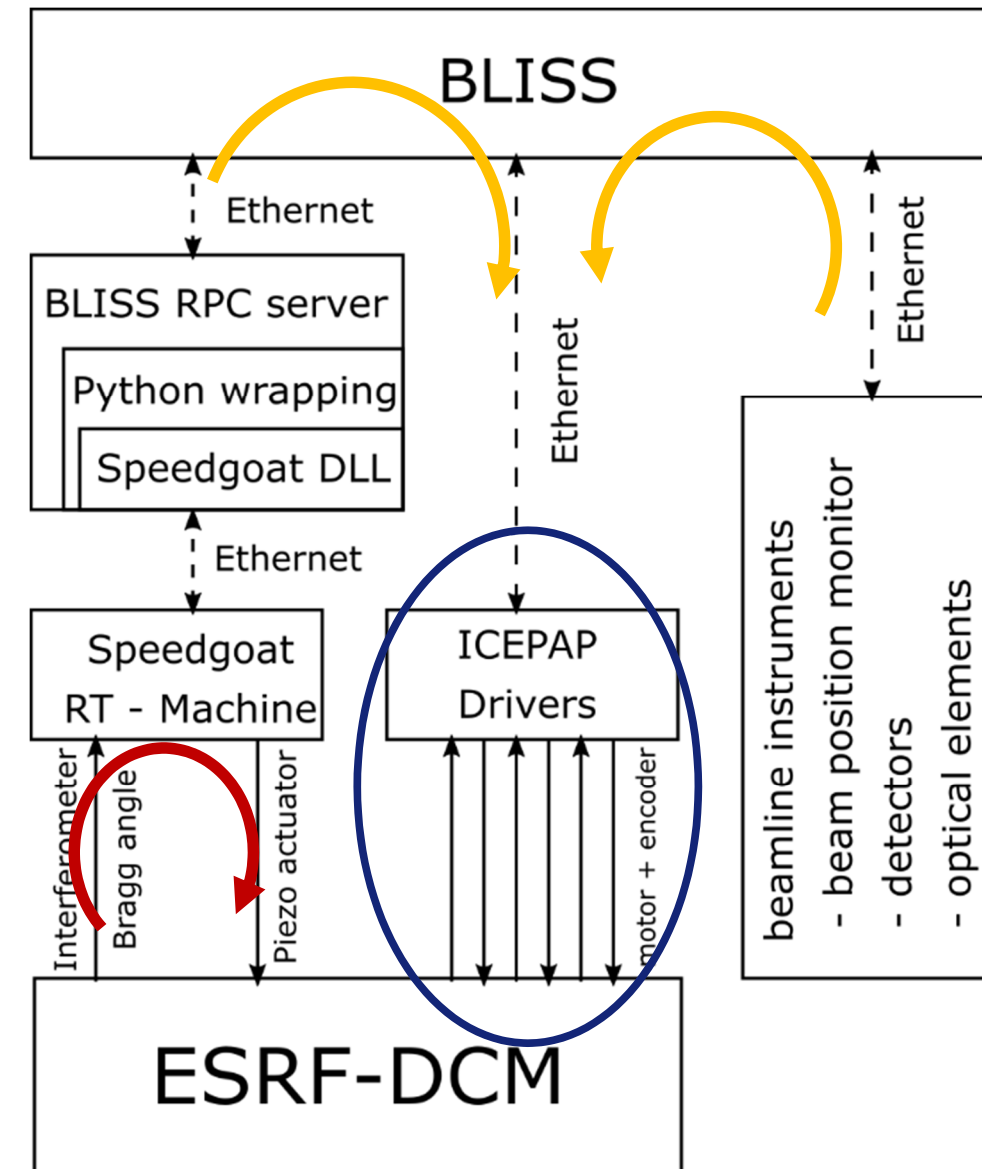 BLISS
Ethernet
BLISS RPC server
Python wrapping
Speedgoat DLL
Ethernet
Speedgoat
RT - Machine
Interferometer
Bragg angle
Piezo actuator
Ethernet
ICEPAP
Drivers
motor + encoder
Ethernet
beamline instruments
- beam position monitor
- detectors
- optical elements
ESRF-DCM